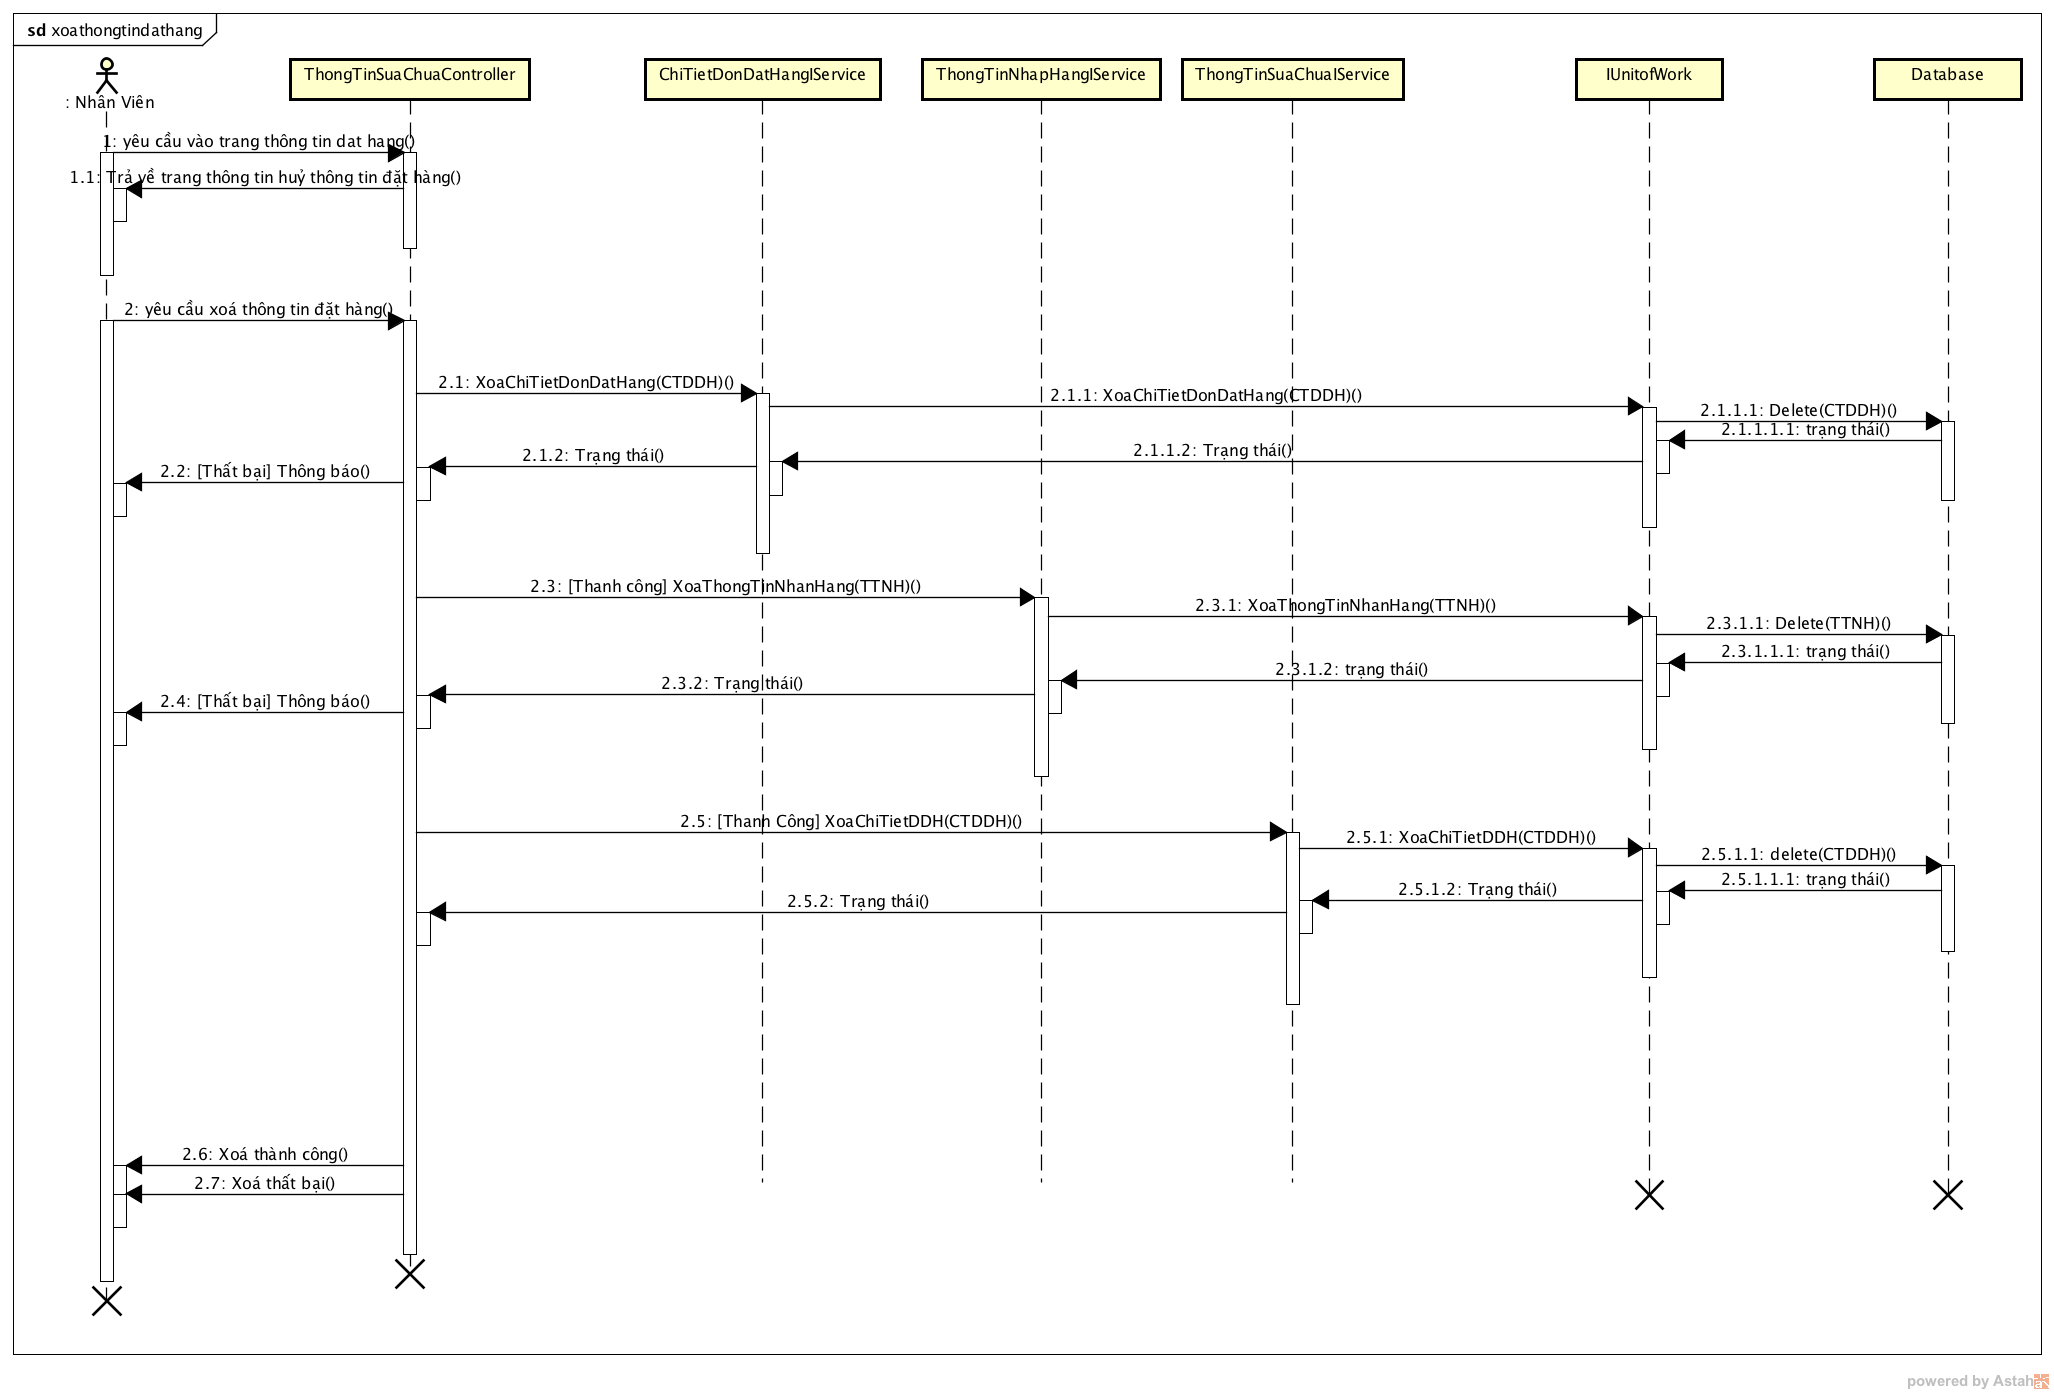 sd xoathongtindathang
: Nhân Viên
ThongTinSuaChuaController
ChiTietDonDatHangIService
ThongTinNhapHangIService
ThongTinSuaChuaIService
IUnitofWork
Database
1: yêu cầu vào trang thông tin dat hang()
1.1: Trả về trang thông tin huỷ thông tin đặt hàng()
2: yêu cầu xoá thông tin đặt hàng()
2.1: XoaChiTietDonDatHang(CTDDH)()
2.1.1: XoaChiTietDonDatHang(CTDDH)()
2.1.1.1: Delete(CTDDH)()
2.1.1.1.1: trạng thái()
2.1.1.2: Trạng thái()
2.1.2: Trạng thái()
2.2: [Thất bại] Thông báo()
2.3: [Thanh công] XoaThongTinNhanHang(TTNH)()
2.3.1: XoaThongTinNhanHang(TTNH)()
2.3.1.1: Delete(TTNH)()
2.3.1.1.1: trạng thái()
2.3.1.2: trạng thái()
2.3.2: Trạng thái()
2.4: [Thất bại] Thông báo()
2.5: [Thanh Công] XoaChiTietDDH(CTDDH)()
2.5.1: XoaChiTietDDH(CTDDH)()
2.5.1.1: delete(CTDDH)()
2.5.1.1.1: trạng thái()
2.5.1.2: Trạng thái()
2.5.2: Trạng thái()
2.6: Xoá thành công()
2.7: Xoá thất bại()
powered by Astah